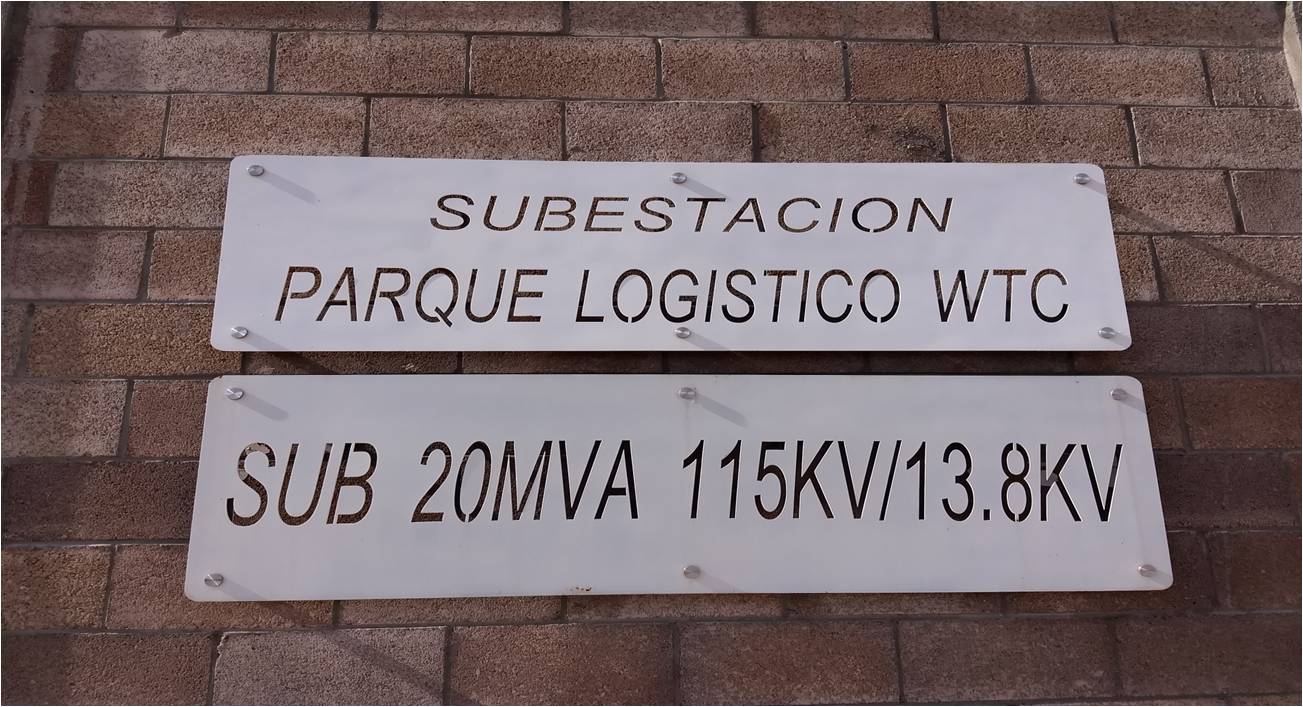 SUBESTACION
PARQUE LOGISTICO WTC
SUB 20MVA 115KV/13.8KV